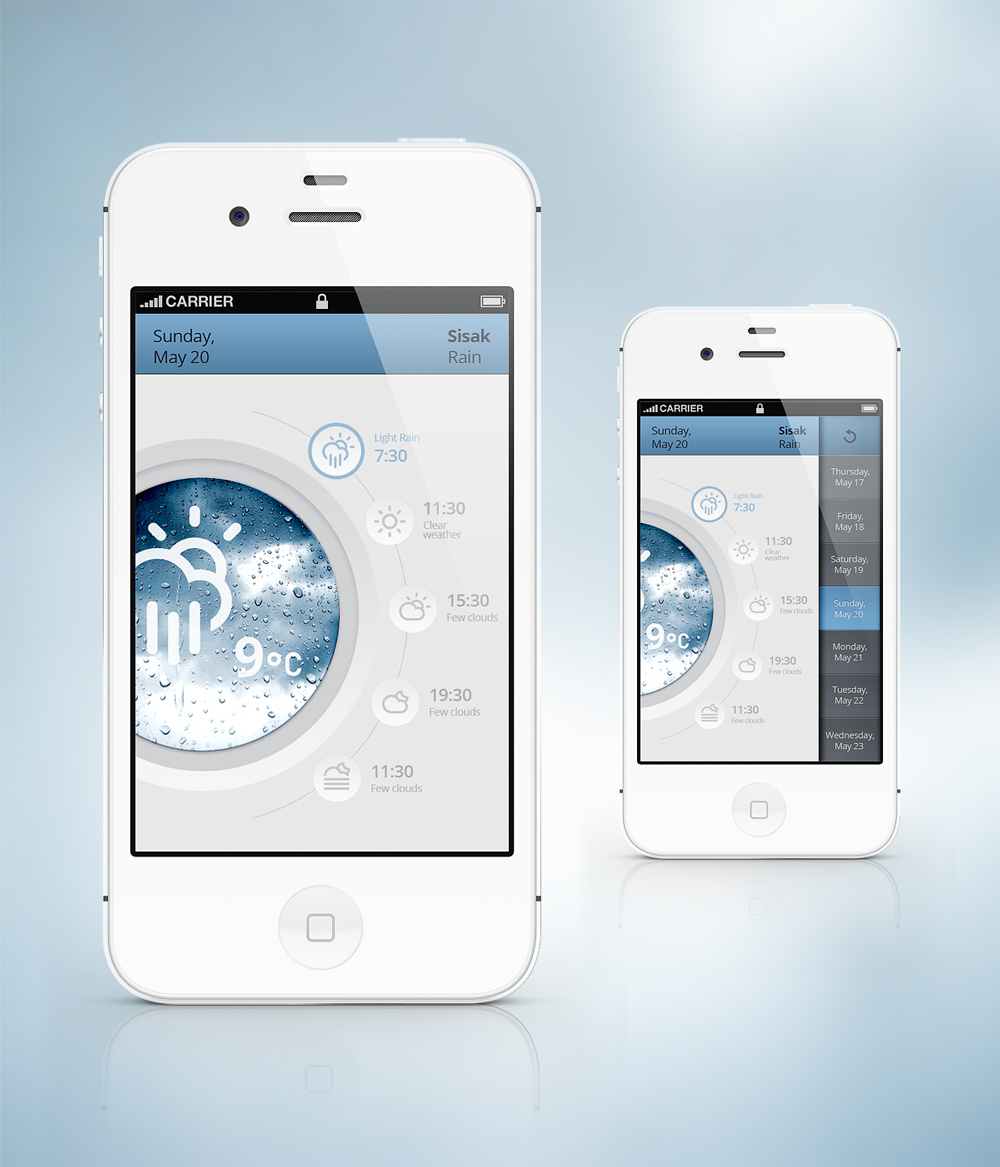 CARRIER
Sunday,
May 20
Sisak
Rain
Light Rain
7:30
11:30
Clear
weather
15:30
Few clouds
9°C
19:30
Few clouds
11:30
Few clouds
CARRIER
Sunday,
May 20
Sisak
Rain
Thursday,
May 17
Light Rain
7:30
Friday,
May 18
11:30
Clear
weather
Saturday,
May 19
15:30
Few clouds
Sunday,
May 20
9°C
Monday,
May 21
19:30
Few clouds
Tuesday,
May 22
11:30
Few clouds
Wednesday,
May 23